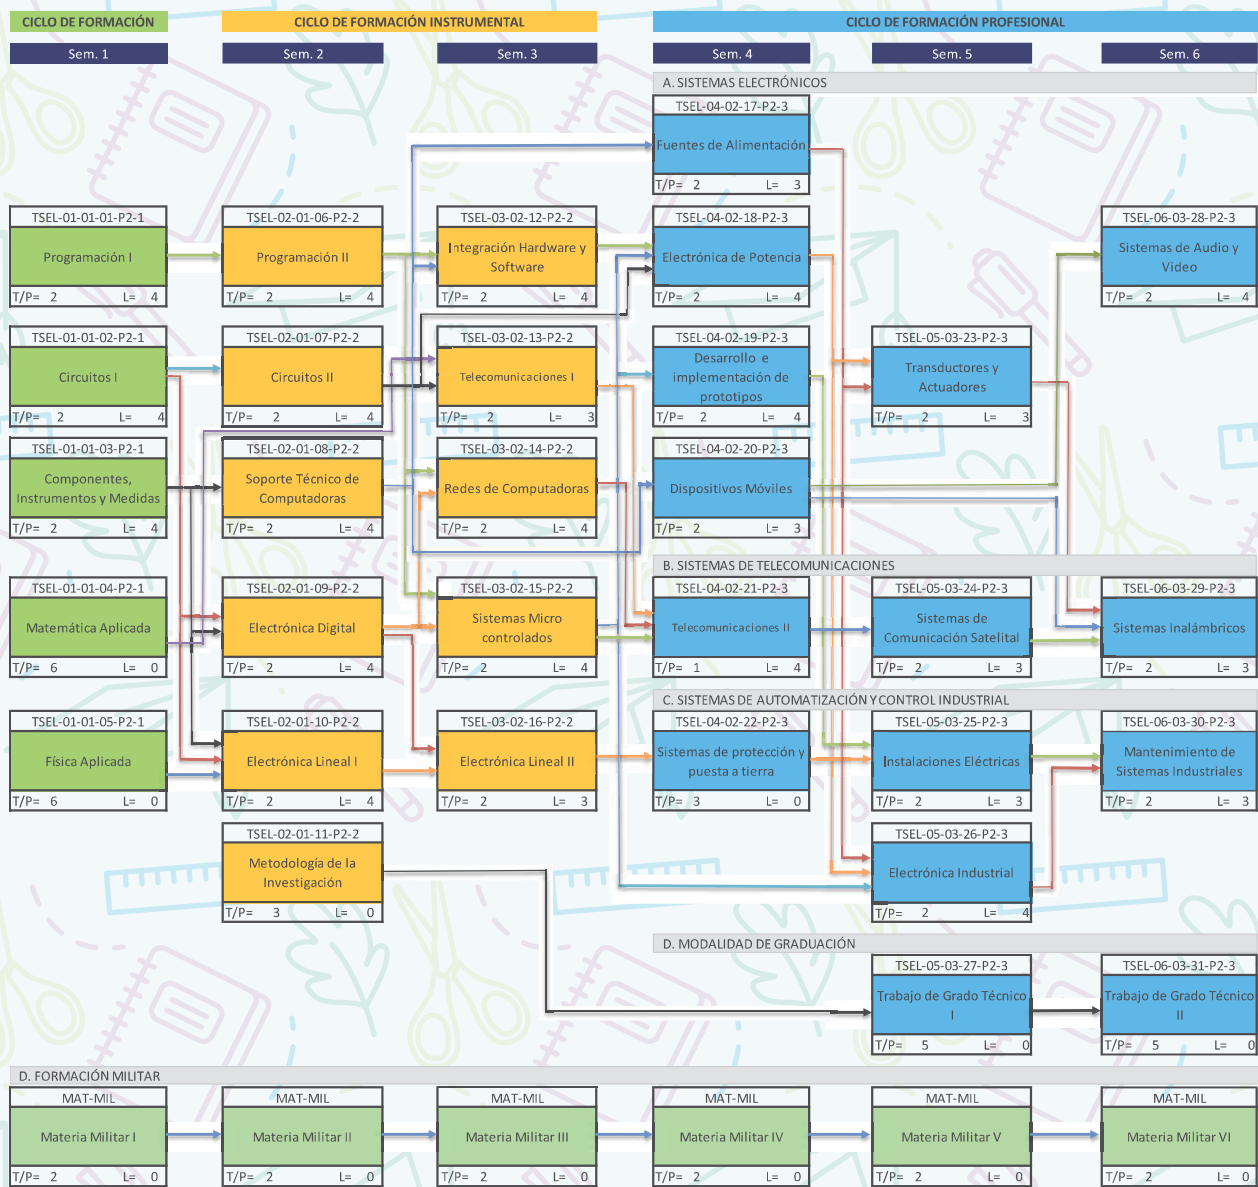 CICLO DE FORMACIÓN
CICLO DE FORMACIÓN INSTRUMENTAL
CICLO DE FORMACIÓN PROFESIONAL
Sem. 1
Sem. 2
Sem. 3
Sem. 4
Sem. 5
Sem. 6
A. SISTEMAS ELECTRÓNICOS
TSEL-04-02-17-P2-3
Fuentes de Alimentación
T/P= 2 L= 3
TSEL-01-01-01-P2-1
Programación I
T/P= 2 L= 4
TSEL-02-01-06-P2-2
Programación II
T/P= 2 L= 4
TSEL-03-02-12-P2-2
Integración Hardware y
Software
T/P= 2 L= 4
TSEL-04-02-18-P2-3
Electrónica de Potencia
T/P= 2 L= 4
TSEL-06-03-28-P2-3
Sistemas de Audio y
Video
T/P= 2 L= 4
TSEL-01-01-02-P2-1
Circuitos I
T/P= 2 L= 4
TSEL-02-01-07-P2-2
Circuitos II
T/P= 2 L= 4
TSEL-03-02-13-P2-2
Telecomunicaciones I
T/P= 2 L= 3
TSEL-04-02-19-P2-3
Desarrollo e
implementación de
prototipos
T/P= 2 L= 4
TSEL-05-03-23-P2-3
Transductores y
Actuadores
T/P= 2 L= 3
TSEL-01-01-03-P2-1
Componentes,
Instrumentos y Medidas
T/P= 2 L= 4
TSEL-02-01-08-P2-2
Soporte Técnico de
Computadoras
T/P= 2 L= 4
TSEL-03-02-14-P2-2
Redes de Computadoras
T/P= 2 L= 4
TSEL-04-02-20-P2-3
Dispositivos Móviles
T/P= 2 L= 3
B. SISTEMAS DE TELECOMUNICACIONES
TSEL-01-01-04-P2-1
Matemática Aplicada
T/P= 6 L= 0
TSEL-02-01-09-P2-2
Electrónica Digital
T/P= 2 L= 4
TSEL-03-02-15-P2-2
Sistemas Micro
controlados
T/P= 2 L= 4
TSEL-04-02-21-P2-3
Telecomunicaciones II
T/P= 1 L= 4
TSEL-05-03-24-P2-3
Sistemas de
Comunicación Satelital
T/P= 2 L= 3
TSEL-06-03-29-P2-3
Sistemas Inalámbricos
T/P= 2 L= 3
C. SISTEMAS DE AUTOMATIZACIÓN Y CONTROL INDUSTRIAL
TSEL-01-01-05-P2-1
Física Aplicada
T/P= 6 L= 0
TSEL-02-01-10-P2-2
Electrónica Lineal I
T/P= 2 L= 4
TSEL-03-02-16-P2-2
Electrónica Lineal II
T/P= 2 L= 3
TSEL-04-02-22-P2-3
Sistemas de protección y
puesta a tierra
T/P= 3 L= 0
TSEL-05-03-25-P2-3
Instalaciones Eléctricas
T/P= 2 L= 3
TSEL-06-03-30-P2-3
Mantenimiento de
Sistemas Industriales
T/P= 2 L= 3
TSEL-02-01-11-P2-2
Metodología de la
Investigación
T/P= 3 L= 0
TSEL-05-03-26-P2-3
Electrónica Industrial
T/P= 2 L= 4
D. MODALIDAD DE GRADUACIÓN
TSEL-05-03-27-P2-3
Trabajo de Grado Técnico
I
T/P= 5 L= 0
TSEL-06-03-31-P2-3
Trabajo de Grado Técnico
II
T/P= 5 L= 0
D. FORMACIÓN MILITAR
MAT-MIL
Materia Militar I
T/P= 2 L= 0
MAT-MIL
Materia Militar II
T/P= 2 L= 0
MAT-MIL
Materia Militar III
T/P= 2 L= 0
MAT-MIL
Materia Militar IV
T/P= 2 L= 0
MAT-MIL
Materia Militar V
T/P= 2 L= 0
MAT-MIL
Materia Militar VI
T/P= 2 L= 0